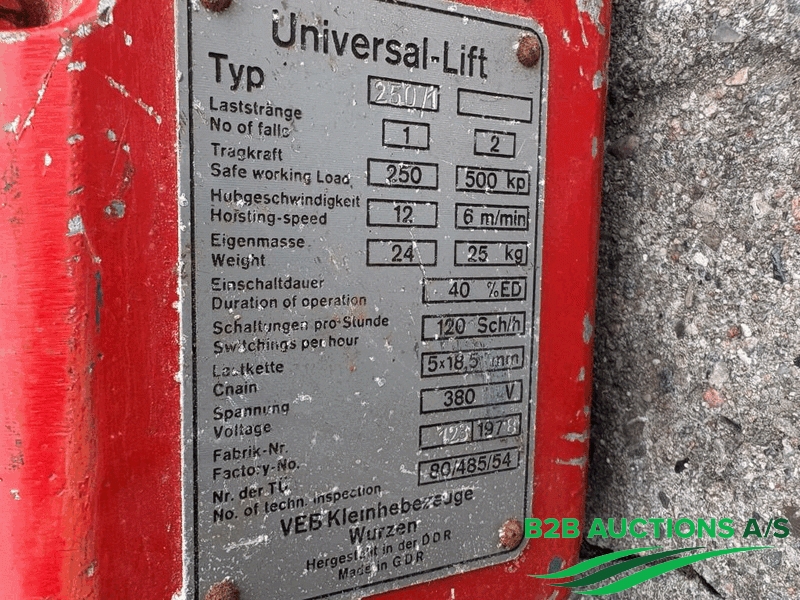 Universal-Lift
Typ 250/1
Laststränge
No of falls 1 2
Tragkraft
Safe working Load 250 500 kp
Hubgeschwindigkeit
Hoisting-speed 12 6 m/min
Eigenmasse
Weight 24 25 kg
Einschaltdauer
Duration of operation 40 %ED
Schaltungen pro Stunde
Switchings per hour 120 Sch/h
Lastkette
Chain 5x18,5 mm
Spannung
Voltage 380 V
Fabrik-Nr.
Factory-No. 1978
Nr. der TÜ
No. of techn. inspection 80/485/54
VEB Kleinhebezeuge
Wurzen
Hergestellt in der DDR
Made in GDR
B2B AUCTIONS A/S